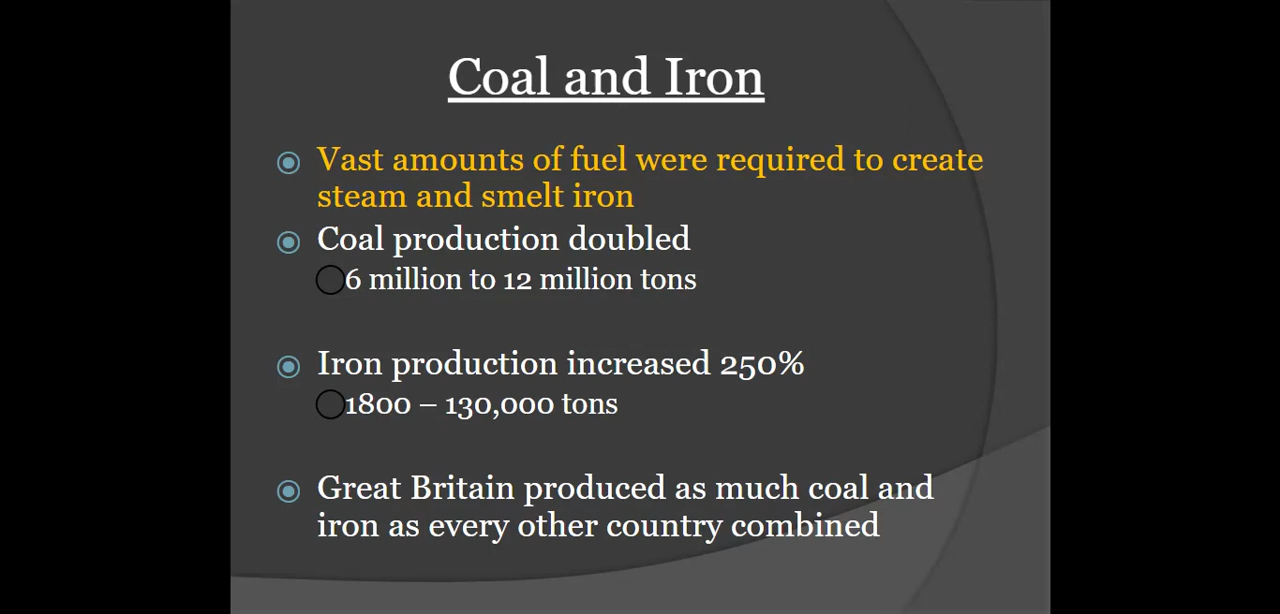 Coal and Iron
Vast amounts of fuel were required to create
steam and smelt iron
Coal production doubled
6 million to 12 million tons
Iron production increased 250%
1800 – 130,000 tons
Great Britain produced as much coal and
iron as every other country combined